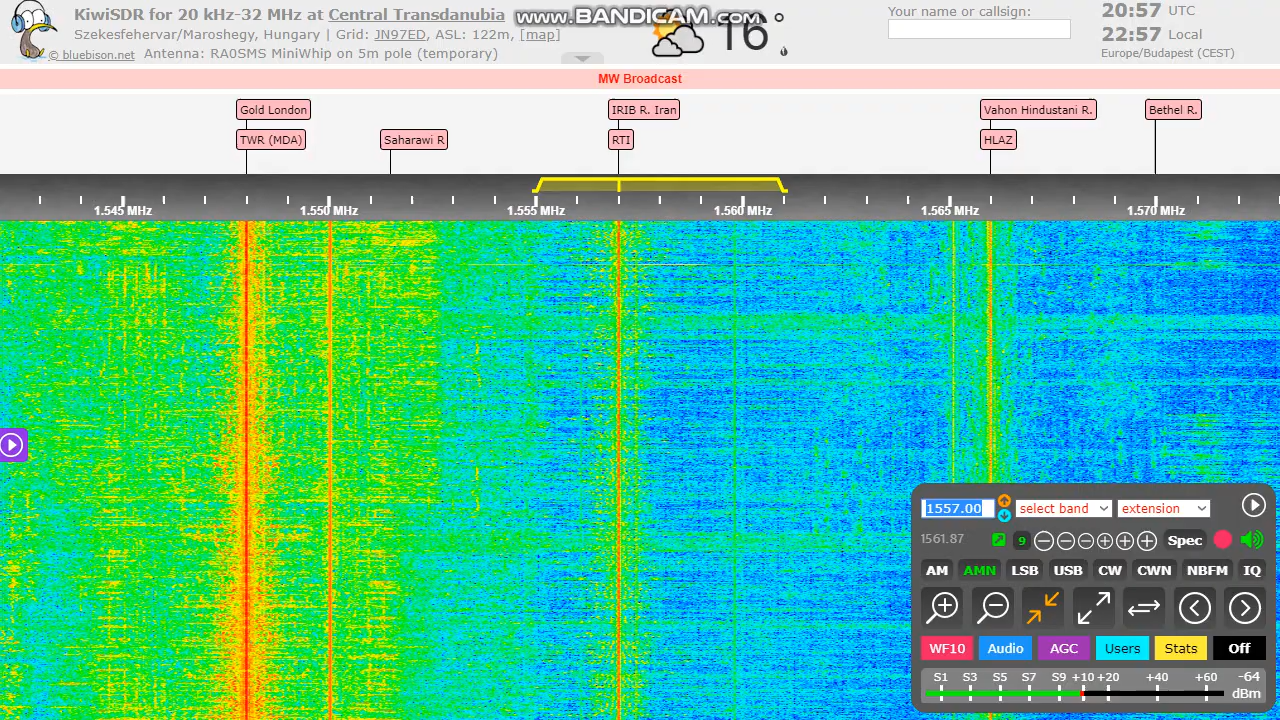 KiwiSDR for 20 kHz-32 MHz at Central Transdanubia
Szekesfehervar/Maroshegy, Hungary | Grid: JN97ED, ASL: 122m, [map]
© bluebison.net Antenna: RA0SMS MiniWhip on 5m pole (temporary)
www.BANDICAM.com
16°
Your name or callsign:
20:57 UTC
22:57 Local
Europe/Budapest (CEST)
MW Broadcast
Gold London IRIB R. Iran Vahon Hindustani R. Bethel R.
TWR (MDA) Saharawi R RTI HLAZ
1.545 MHz 1.550 MHz 1.555 MHz 1.560 MHz 1.565 MHz 1.570 MHz
1557.00 select band extension
1561.87 9 Spec
AM AMN LSB USB CW CWN NBFM IQ
WF10 Audio AGC Users Stats Off
S1 S3 S5 S7 S9 +10 +20 +40 +60 -64
dBm